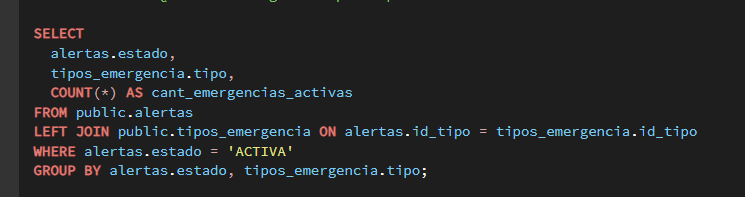 SELECT
alertas.estado,
tipos_emergencia.tipo,
COUNT(*) AS cant_emergencias_activas
FROM public.alertas
LEFT JOIN public.tipos_emergencia ON alertas.id_tipo = tipos_emergencia.id_tipo
WHERE alertas.estado = 'ACTIVA'
GROUP BY alertas.estado, tipos_emergencia.tipo;